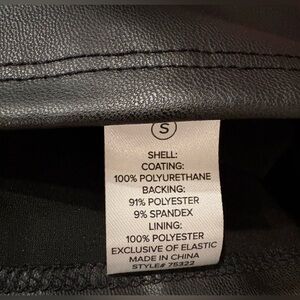 S
SHELL:
COATING:
100% POLYURETHANE
BACKING:
91% POLYESTER
9% SPANDEX
LINING:
100% POLYESTER
EXCLUSIVE OF ELASTIC
MADE IN CHINA
STYLE# 75322